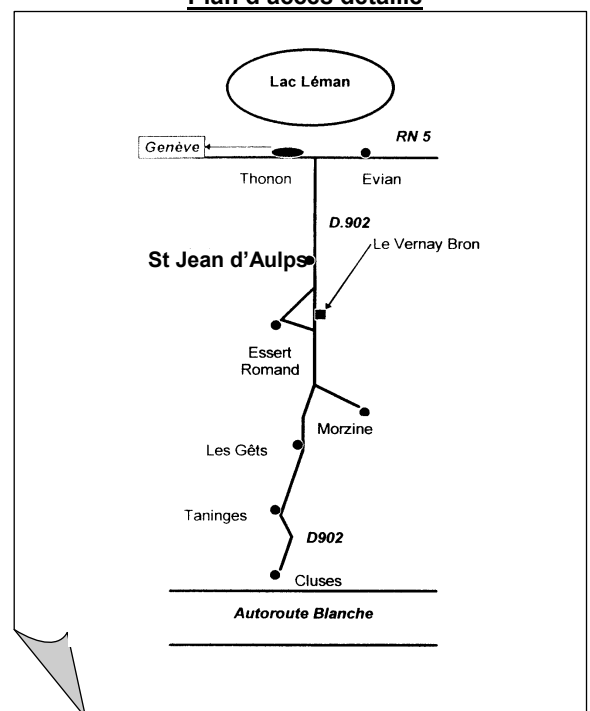 Plan d'accès détaillé
Lac Léman
RN 5
Genève
Thonon
Evian
D.902
Le Vernay Bron
St Jean d'Aulps
Essert
Romand
Morzine
Les Gêts
Taninges
D902
Cluses
Autoroute Blanche